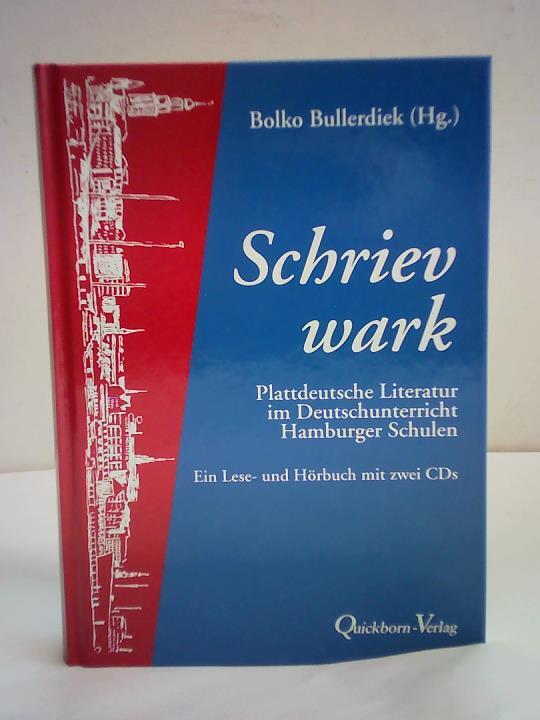 Bolko Bullerdiek (Hg.)
Schriev
wark
Plattdeutsche Literatur
im Deutschunterricht
Hamburger Schulen
Ein Lese- und Hörbuch mit zwei CDs
Quickborn-Verlag